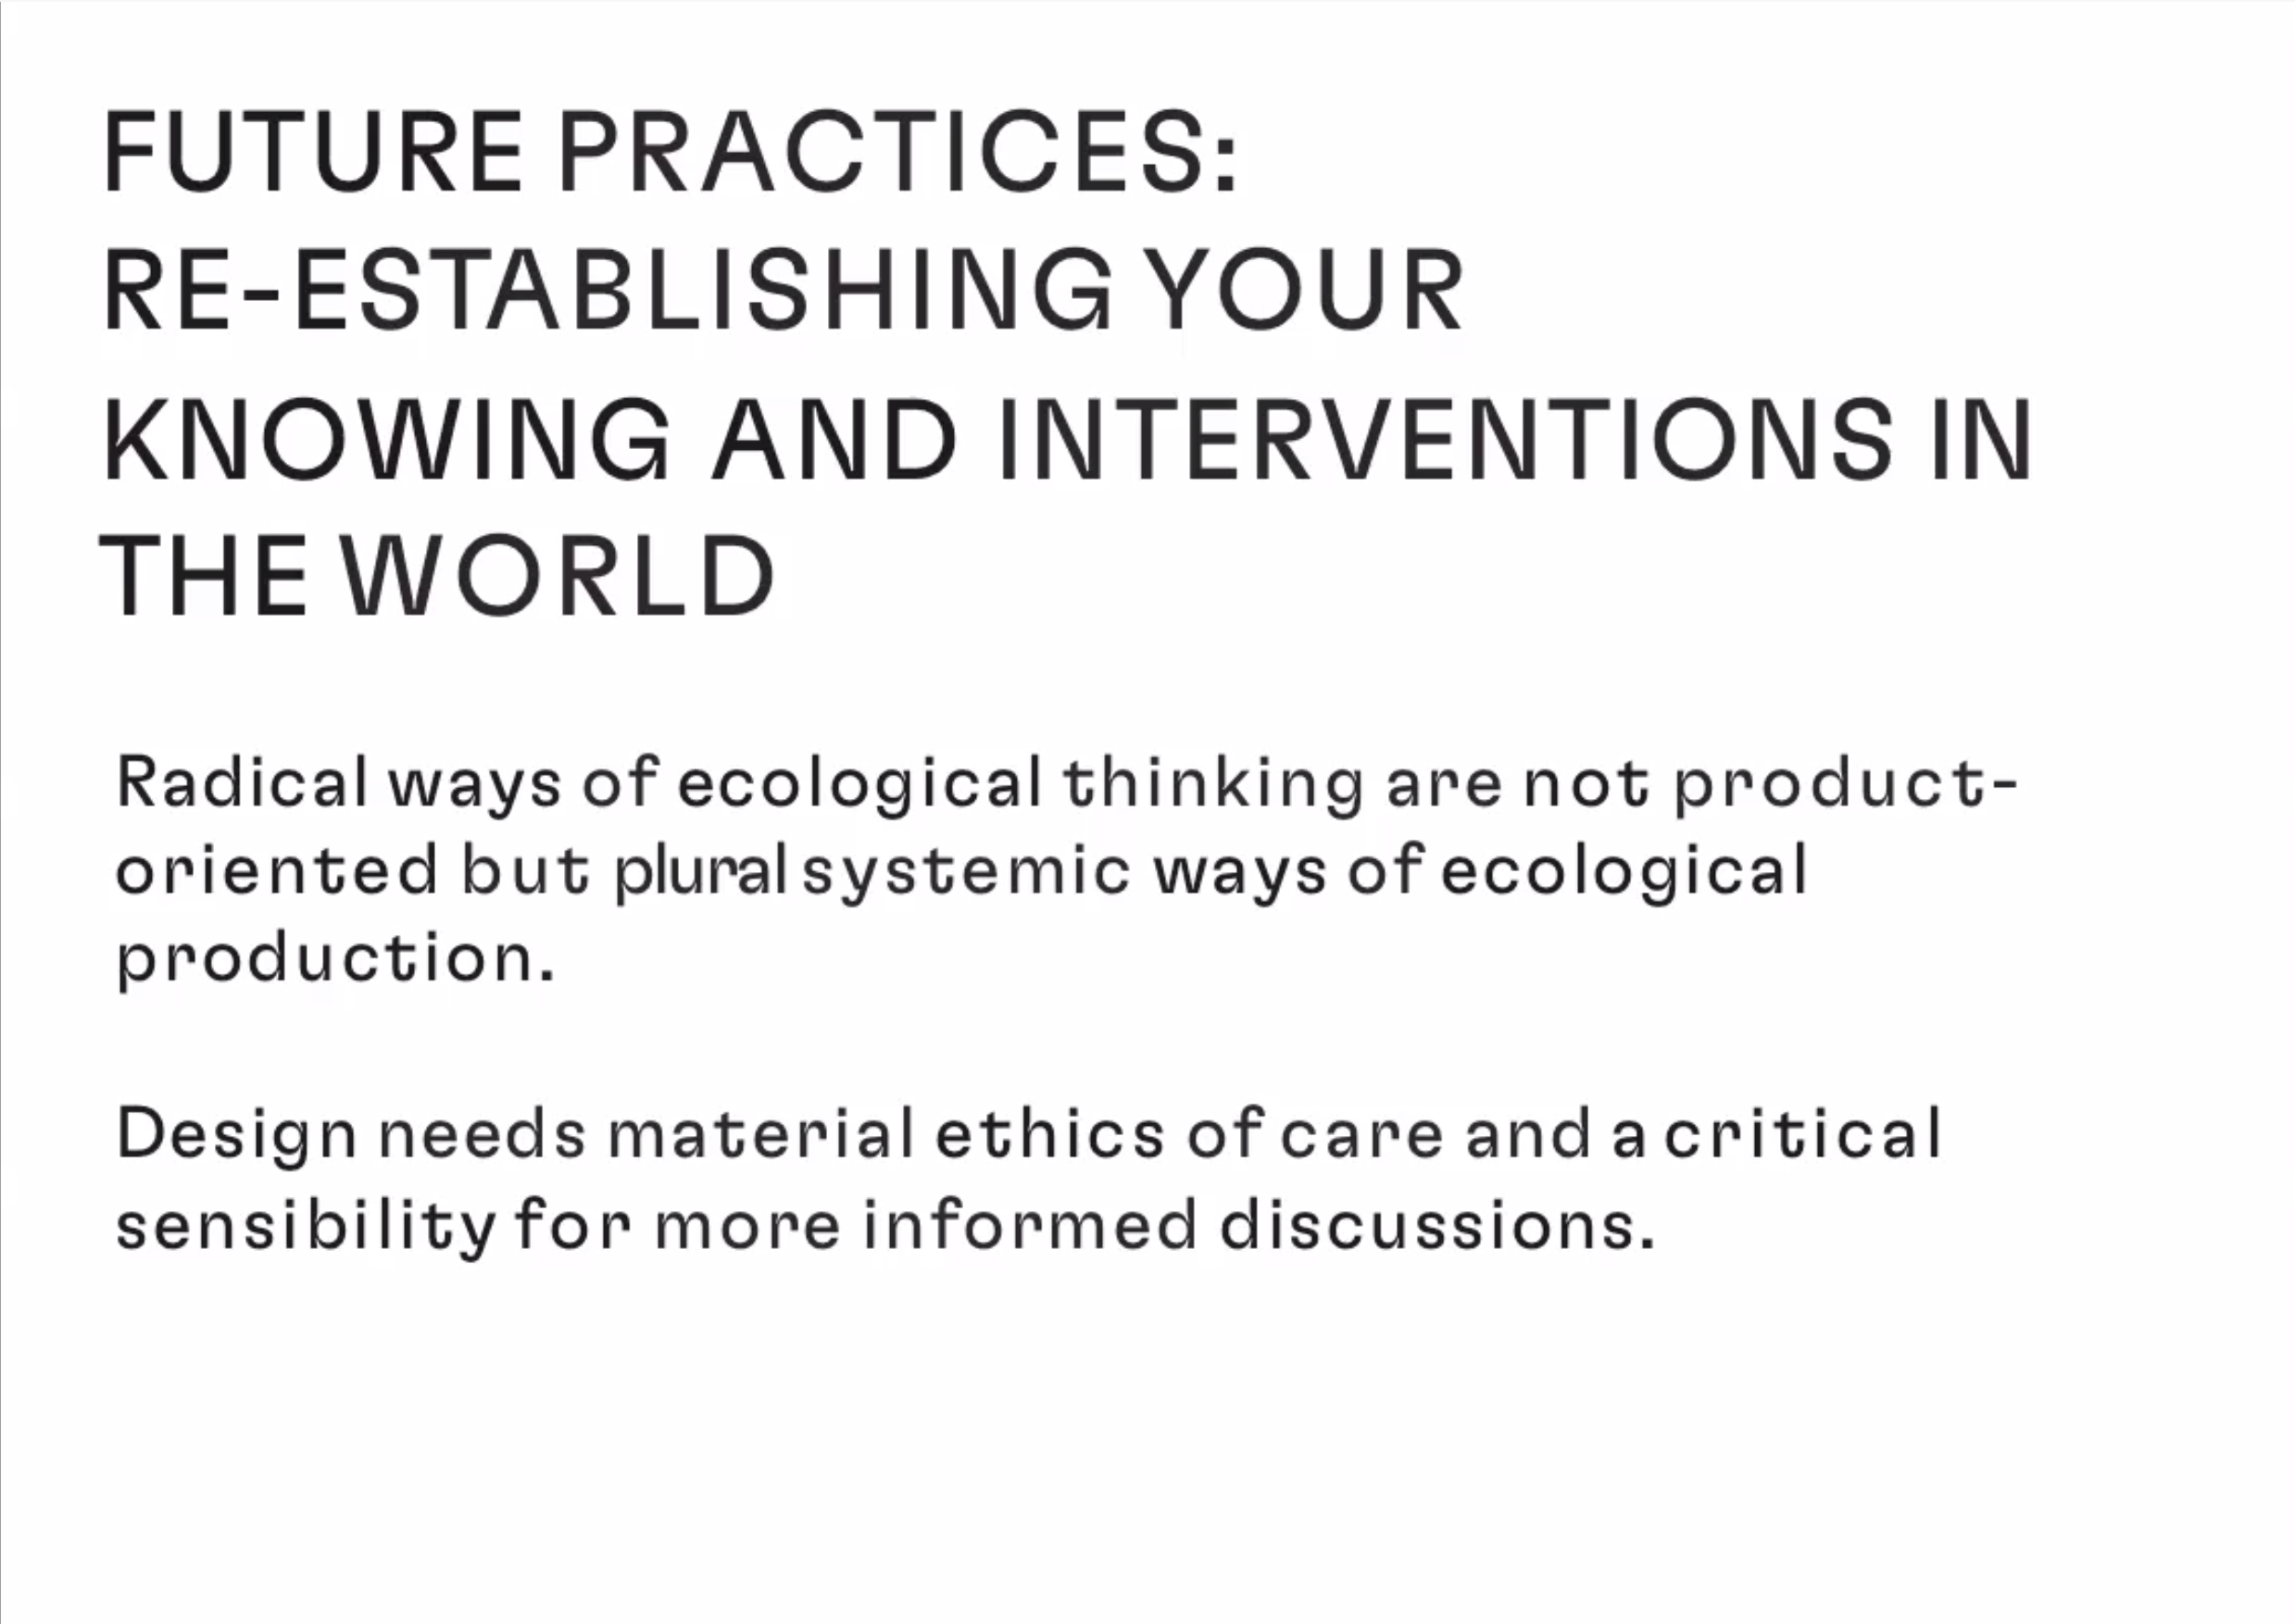 FUTURE PRACTICES:
RE-ESTABLISHING YOUR
KNOWING AND INTERVENTIONS IN
THE WORLD
Radical ways of ecological thinking are not product-
oriented but plural systemic ways of ecological
production.
Design needs material ethics of care and a critical
sensibility for more informed discussions.